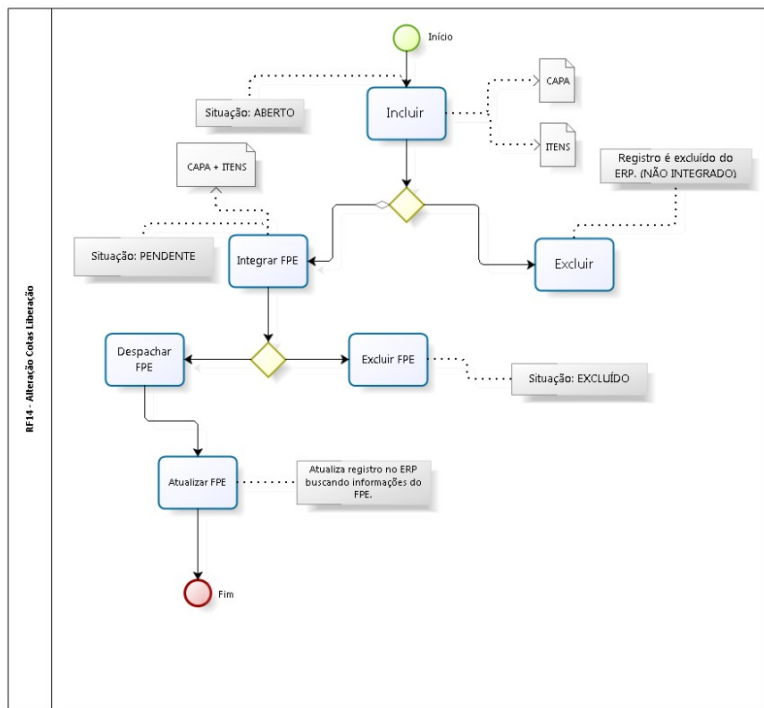 Início
CAPA
Situação: ABERTO
Incluir
ITENS
CAPA + ITENS
Registro é excluído do
ERP. (NÃO INTEGRADO)
Situação: PENDENTE
Integrar FPE
Excluir
RF14 - Alteração Cotas Liberação
Despachar
FPE
Excluir FPE
Situação: EXCLUÍDO
Atualizar FPE
Atualiza registro no ERP
buscando informações do
FPE.
Fim